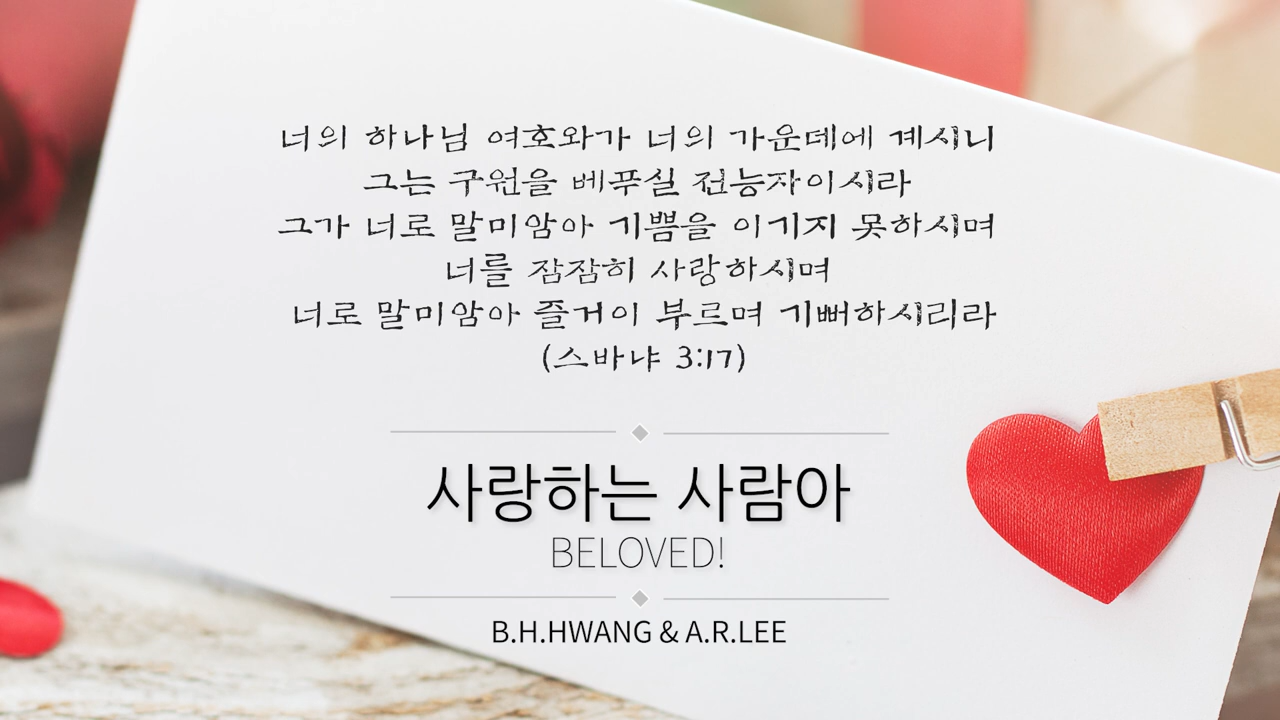 너의 하나님 여호와가 너의 가운데에 계시니
그는 구원을 베푸실 전능자이시라
그가 너로 말미암아 기쁨을 이기지 못하시며
너를 잠잠히 사랑하시며
너로 말미암아 즐거이 부르며 기뻐하시리라
(스바냐 3:17)
사랑하는 사람아
BELOVED!
B.H.HWANG & A.R.LEE